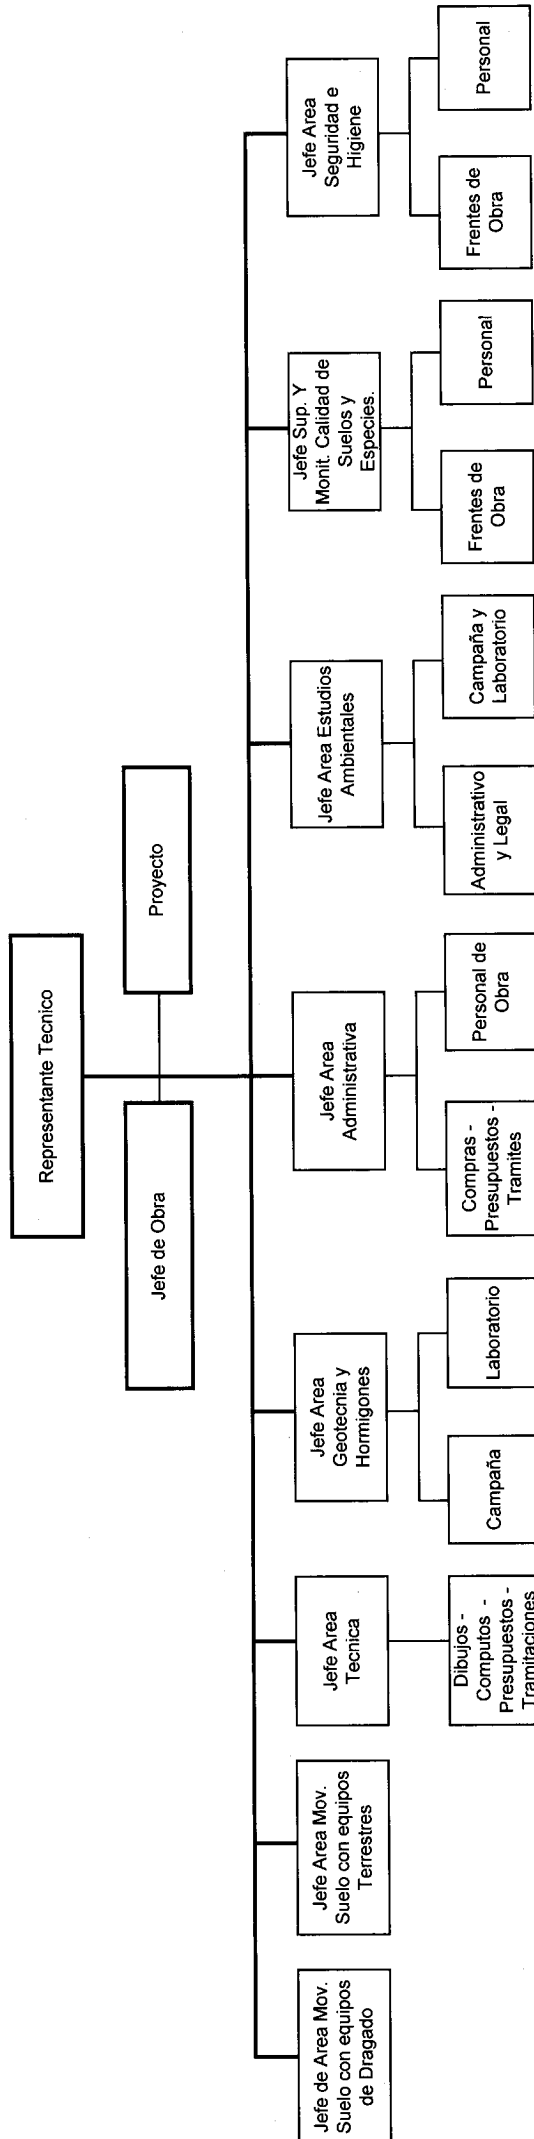 Representante Tecnico
Jefe de Obra
Proyecto
Jefe de Area Mov.
Suelo con equipos
de Dragado
Jefe Area Mov.
Suelo con equipos
Terrestres
Jefe Area
Tecnica
Jefe Area
Geotecnia y
Hormigones
Jefe Area
Administrativa
Jefe Area Estudios
Ambientales
Jefe Sup. Y
Monit. Calidad de
Suelos y
Especies.
Jefe Area
Seguridad e
Higiene
Dibujos -
Computos -
Presupuestos -
Tramitaciones
Campaña
Laboratorio
Compras -
Presupuestos -
Tramites
Personal de
Obra
Administrativo
y Legal
Campaña y
Laboratorio
Frentes de
Obra
Personal
Frentes de
Obra
Personal